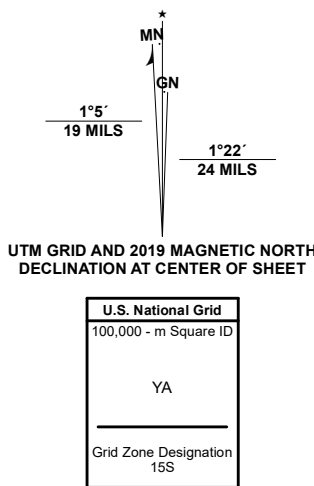 ★
MN
GN
1°5´
19 MILS
1°22´
24 MILS
UTM GRID AND 2019 MAGNETIC NORTH
DECLINATION AT CENTER OF SHEET
U.S. National Grid
100,000 - m Square ID
YA
Grid Zone Designation
15S